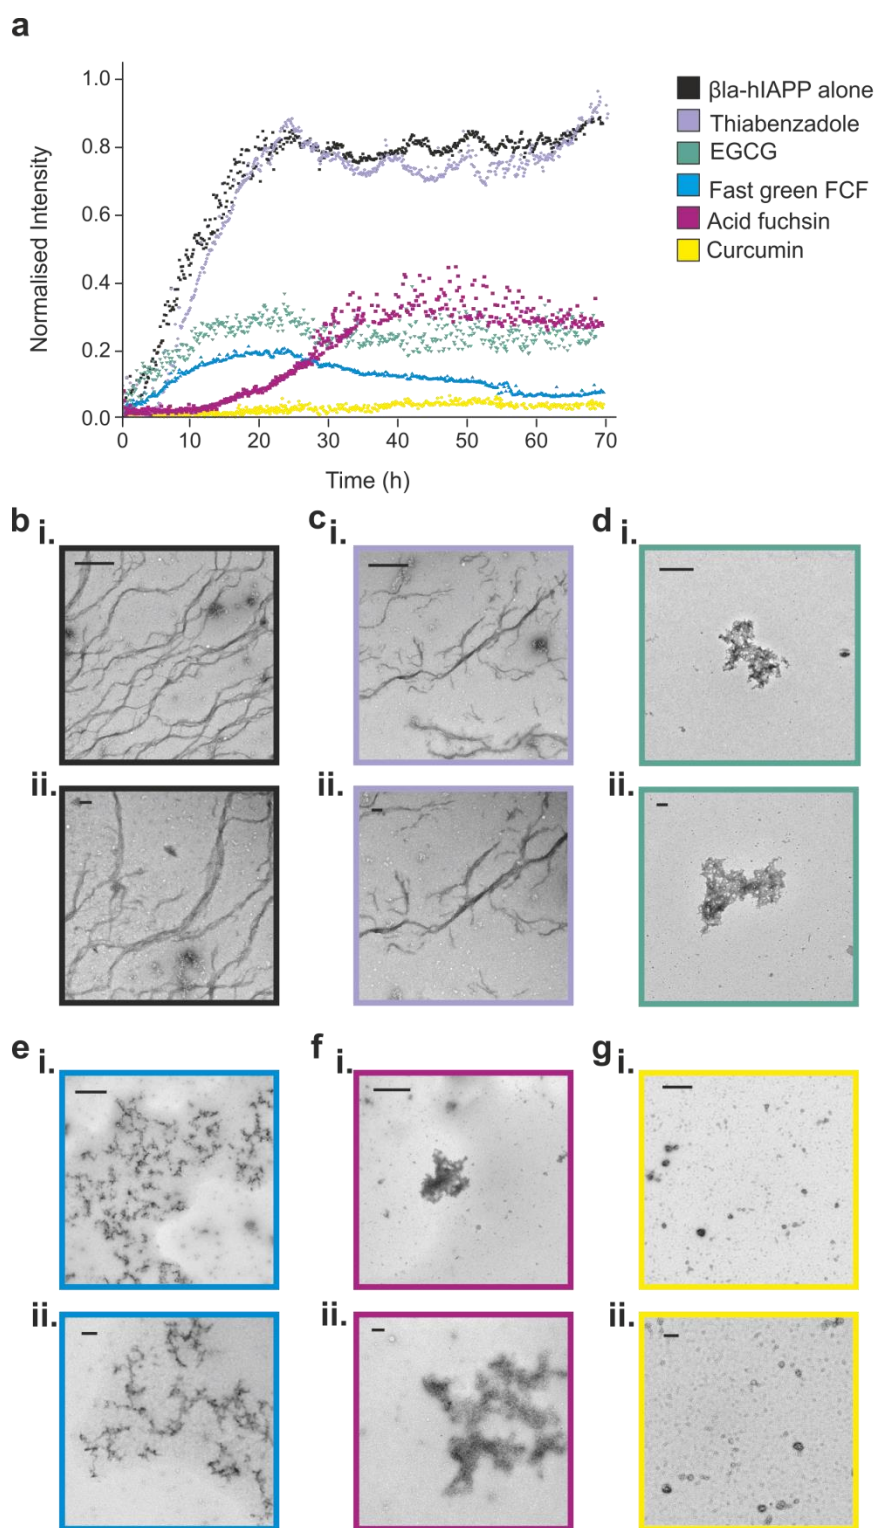 a
1.0
0.8
0.6
0.4
0.2
0.0
0 10 20 30 40 50 60 70
Normalised Intensity
Time (h)
βla-hIAPP alone
Thiabenzadole
EGCG
Fast green FCF
Acid fuchsin
Curcumin
b i. c i. d i.
ii. ii. ii.
e i. f i. g i.
ii. ii. ii.